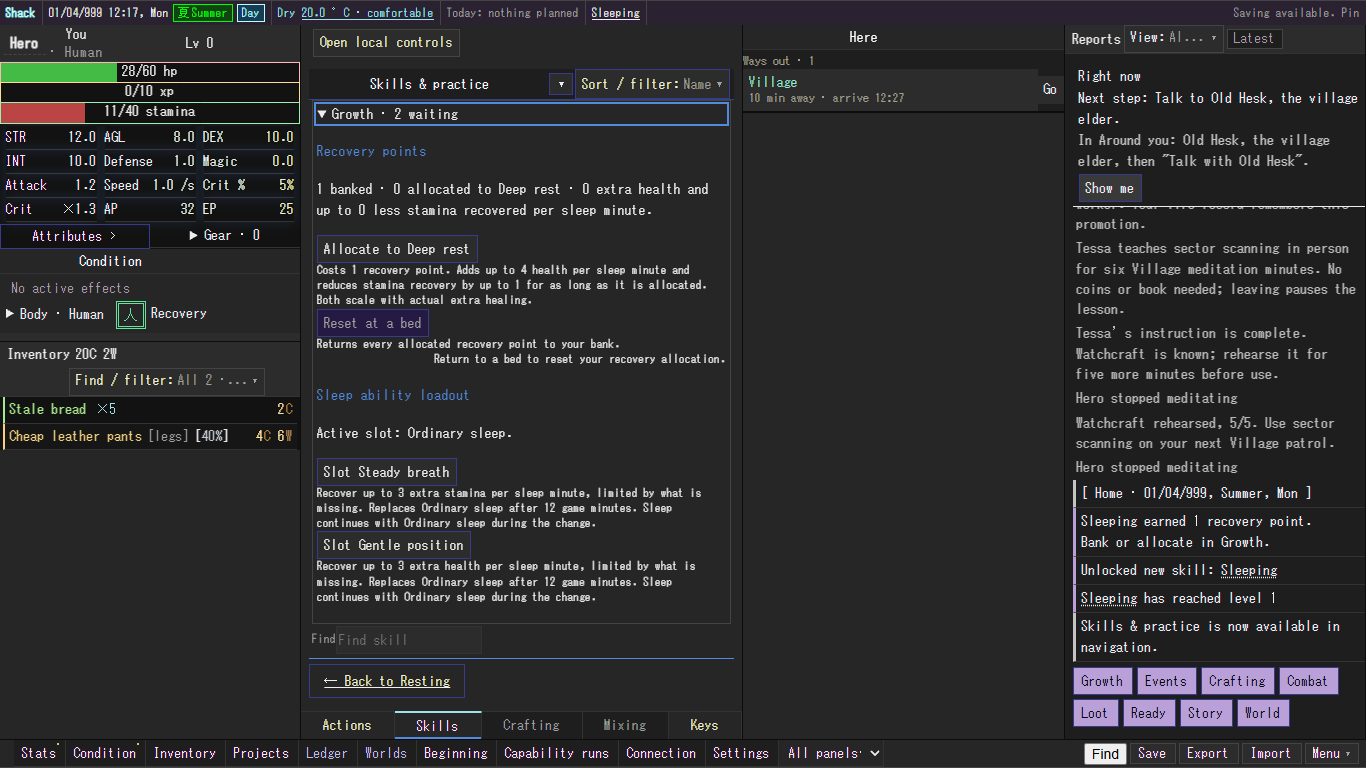 Shack 01/04/999 12:17, Mon 夏Summer Day Dry 20.0°C · comfortable Today: nothing planned Sleeping Saving available. Pin
Hero · You Human Lv 0
28/60 hp
0/10 xp
11/40 stamina
STR 12.0 AGL 8.0 DEX 10.0
INT 10.0 Defense 1.0 Magic 0.0
Attack 1.2 Speed 1.0 /s Crit % 5%
Crit ×1.3 AP 32 EP 25
Attributes > ▶ Gear · 0
Condition
No active effects
▶ Body · Human 人 Recovery
Inventory 20C 2W
Find / filter: All 2 ·... ▾
Stale bread ×5 2C
Cheap leather pants [legs] [40%] 4C 6W
Open local controls
Skills & practice ▾ Sort / filter: Name ▾
▼ Growth · 2 waiting
Recovery points
1 banked · 0 allocated to Deep rest · 0 extra health and
up to 0 less stamina recovered per sleep minute.
Allocate to Deep rest
Costs 1 recovery point. Adds up to 4 health per sleep minute and
reduces stamina recovery by up to 1 for as long as it is allocated.
Both scale with actual extra healing.
Reset at a bed
Returns every allocated recovery point to your bank.
Return to a bed to reset your recovery allocation.
Sleep ability loadout
Active slot: Ordinary sleep.
Slot Steady breath
Recover up to 3 extra stamina per sleep minute, limited by what is
missing. Replaces Ordinary sleep after 12 game minutes. Sleep
continues with Ordinary sleep during the change.
Slot Gentle position
Recover up to 3 extra health per sleep minute, limited by what is
missing. Replaces Ordinary sleep after 12 game minutes. Sleep
continues with Ordinary sleep during the change.
Find Find skill
← Back to Resting
Actions Skills Crafting Mixing Keys
Here
Ways out · 1
Village
10 min away · arrive 12:27
Go
Reports View: Al... ▾ Latest
Right now
Next step: Talk to Old Hesk, the village
elder.
In Around you: Old Hesk, the village
elder, then "Talk with Old Hesk".
Show me
promotion.
Tessa teaches sector scanning in person
for six Village meditation minutes. No
coins or book needed; leaving pauses the
lesson.
Tessa's instruction is complete.
Watchcraft is known; rehearse it for
five more minutes before use.
Hero stopped meditating
Watchcraft rehearsed, 5/5. Use sector
scanning on your next Village patrol.
Hero stopped meditating
[ Home · 01/04/999, Summer, Mon ]
Sleeping earned 1 recovery point.
Bank or allocate in Growth.
Unlocked new skill: Sleeping
Sleeping has reached level 1
Skills & practice is now available in
navigation.
Growth Events Crafting Combat
Loot Ready Story World
Stats Condition Inventory Projects Ledger Worlds Beginning Capability runs Connection Settings All panels Find Save Export Import Menu ▾